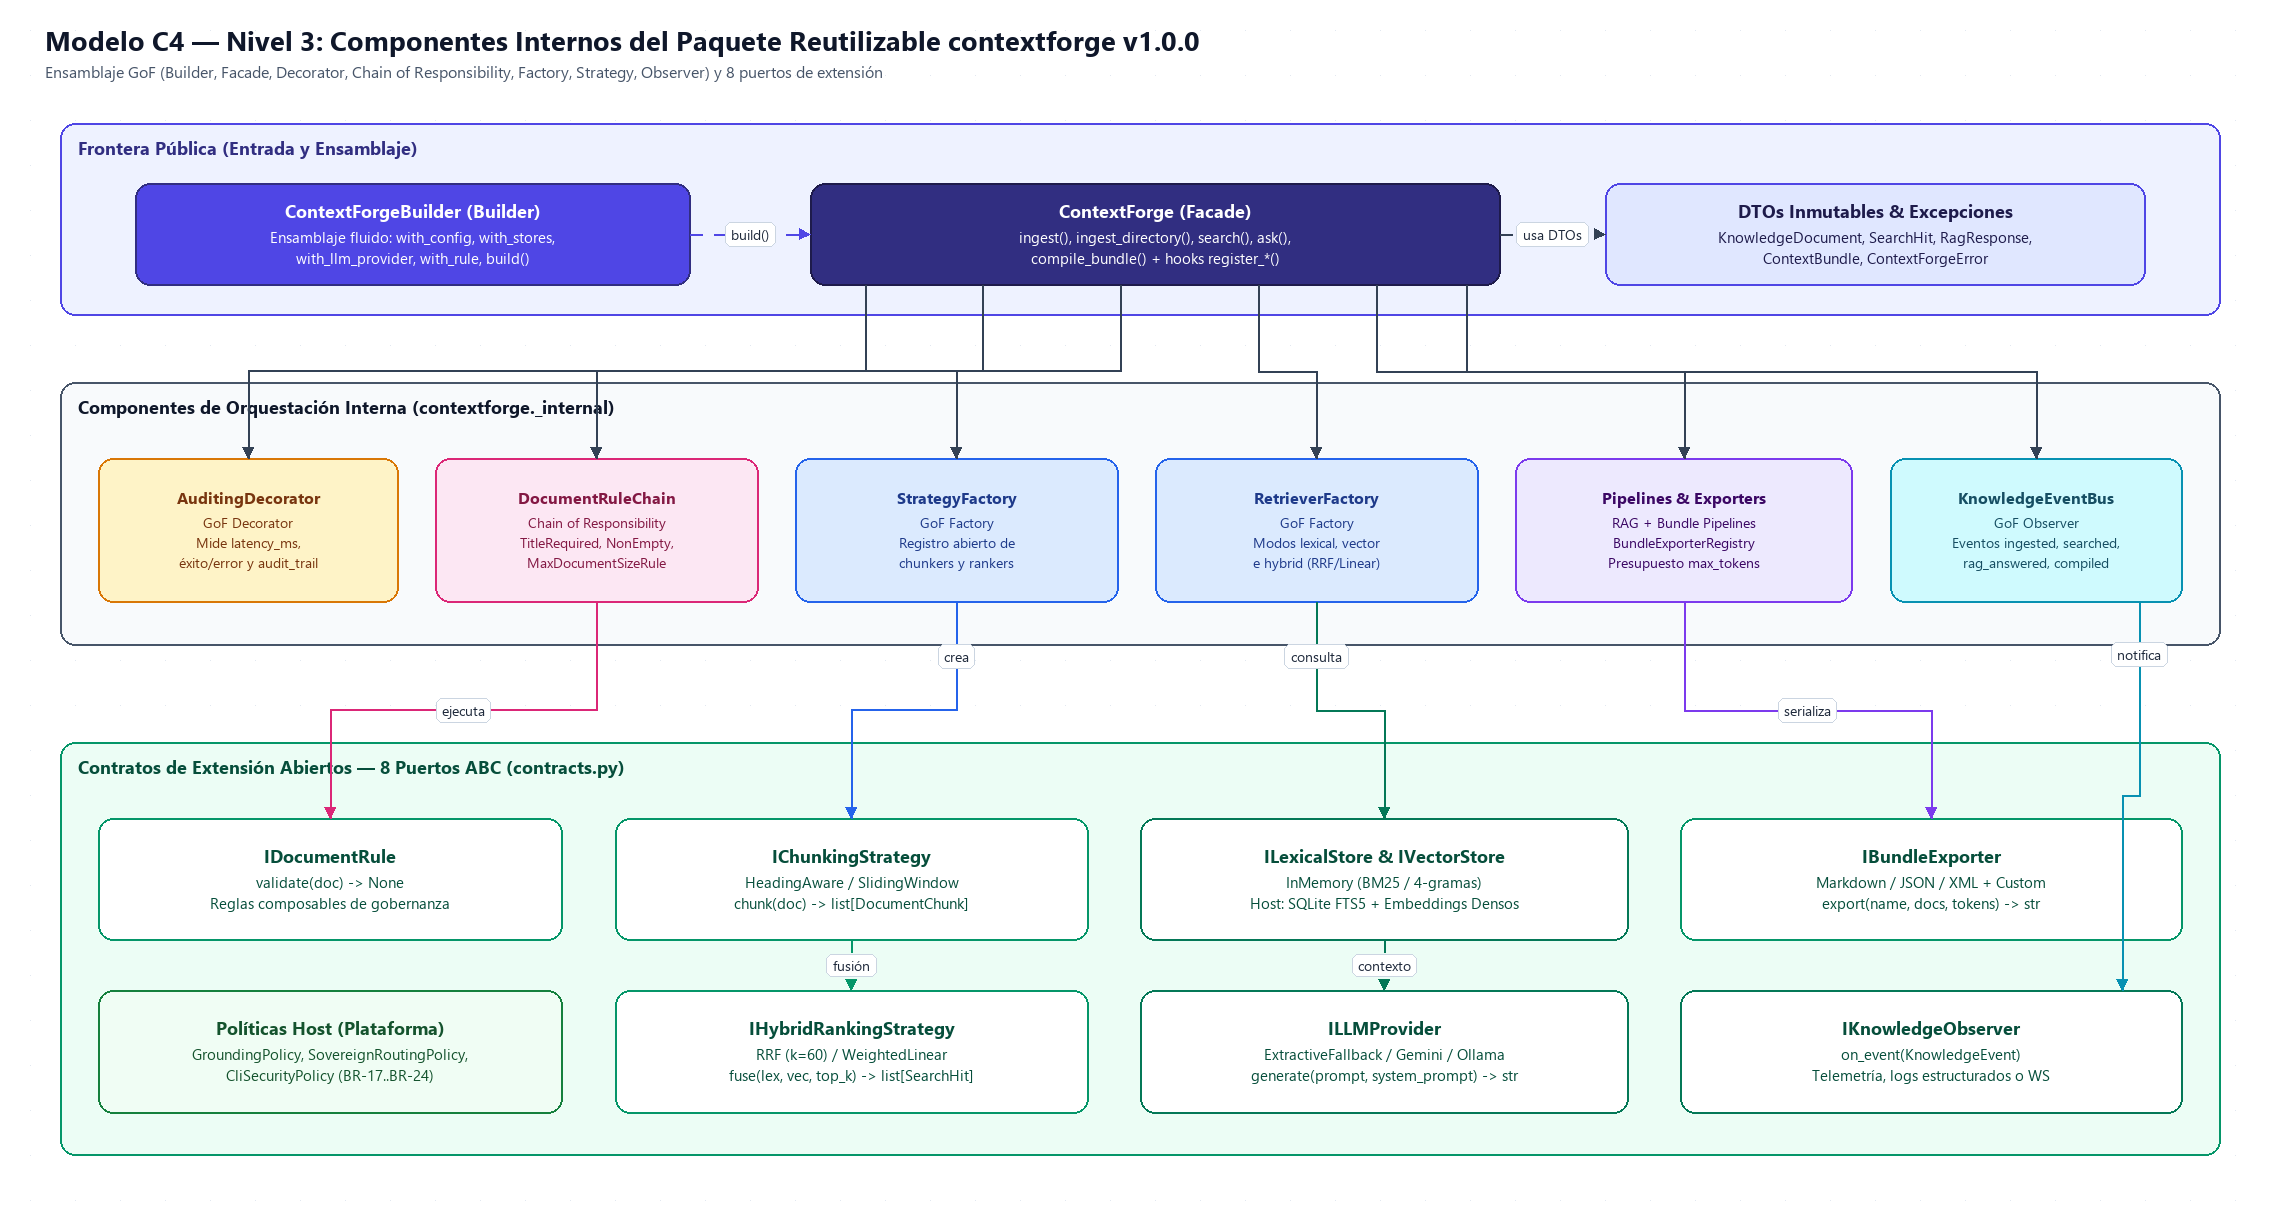 Modelo C4 — Nivel 3: Componentes Internos del Paquete Reutilizable contextforge v1.0.0
Ensamblaje GoF (Builder, Facade, Decorator, Chain of Responsibility, Factory, Strategy, Observer) y 8 puertos de extensión
Frontera Pública (Entrada y Ensamblaje)
ContextForgeBuilder (Builder)
Ensamblaje fluido: with_config, with_stores,
with_llm_provider, with_rule, build()
build()
ContextForge (Facade)
ingest(), ingest_directory(), search(), ask(),
compile_bundle() + hooks register_*()
usa DTOs
DTOs Inmutables & Excepciones
KnowledgeDocument, SearchHit, RagResponse,
ContextBundle, ContextForgeError
Componentes de Orquestación Interna (contextforge._internal)
AuditingDecorator
GoF Decorator
Mide latency_ms,
éxito/error y audit_trail
DocumentRuleChain
Chain of Responsibility
TitleRequired, NonEmpty,
MaxDocumentSizeRule
StrategyFactory
GoF Factory
Registro abierto de
chunkers y rankers
RetrieverFactory
GoF Factory
Modos lexical, vector
e hybrid (RRF/Linear)
Pipelines & Exporters
RAG + Bundle Pipelines
BundleExporterRegistry
Presupuesto max_tokens
KnowledgeEventBus
GoF Observer
Eventos ingested, searched,
rag_answered, compiled
crea
consulta
notifica
ejecuta
serializa
Contratos de Extensión Abiertos — 8 Puertos ABC (contracts.py)
IDocumentRule
validate(doc) -> None
Reglas composables de gobernanza
IChunkingStrategy
HeadingAware / SlidingWindow
chunk(doc) -> list[DocumentChunk]
ILexicalStore & IVectorStore
InMemory (BM25 / 4-gramas)
Host: SQLite FTS5 + Embeddings Densos
IBundleExporter
Markdown / JSON / XML + Custom
export(name, docs, tokens) -> str
fusión
contexto
Políticas Host (Plataforma)
GroundingPolicy, SovereignRoutingPolicy,
CliSecurityPolicy (BR-17..BR-24)
IHybridRankingStrategy
RRF (k=60) / WeightedLinear
fuse(lex, vec, top_k) -> list[SearchHit]
ILLMProvider
ExtractiveFallback / Gemini / Ollama
generate(prompt, system_prompt) -> str
IKnowledgeObserver
on_event(KnowledgeEvent)
Telemetría, logs estructurados o WS